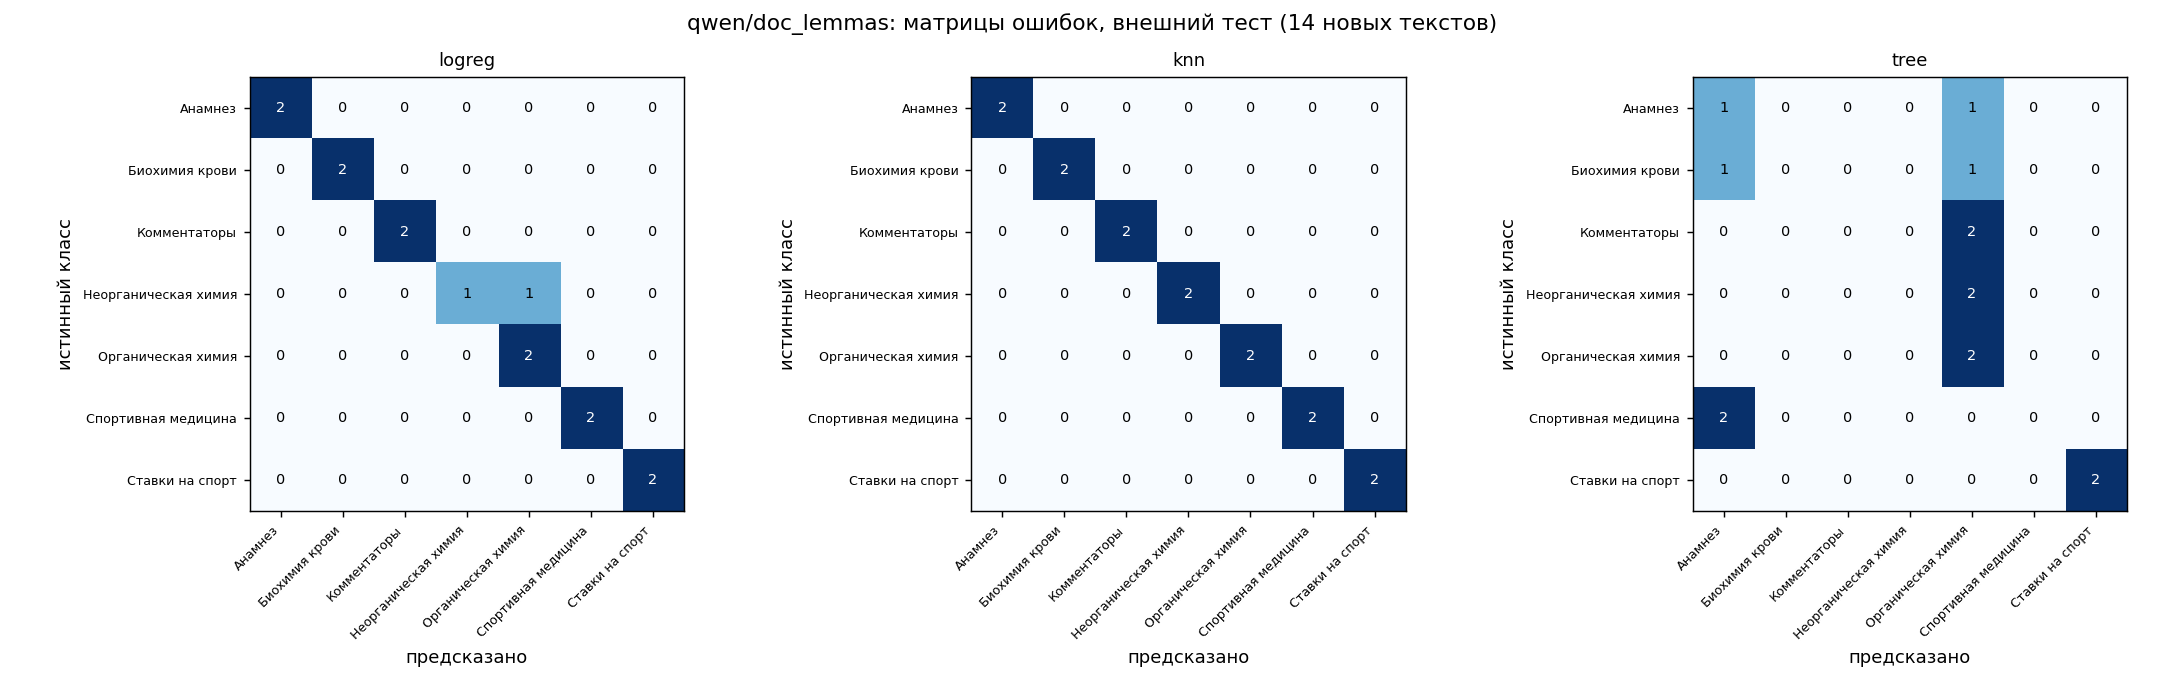 qwen/doc_lemmas: матрицы ошибок, внешний тест (14 новых текстов)
logreg
истинный класс
Анамнез 2 0 0 0 0 0 0
Биохимия крови 0 2 0 0 0 0 0
Комментаторы 0 0 2 0 0 0 0
Неорганическая химия 0 0 0 1 1 0 0
Органическая химия 0 0 0 0 2 0 0
Спортивная медицина 0 0 0 0 0 2 0
Ставки на спорт 0 0 0 0 0 0 2
Анамнез
Биохимия крови
Комментаторы
Неорганическая химия
Органическая химия
Спортивная медицина
Ставки на спорт
предсказано
knn
истинный класс
Анамнез 2 0 0 0 0 0 0
Биохимия крови 0 2 0 0 0 0 0
Комментаторы 0 0 2 0 0 0 0
Неорганическая химия 0 0 0 2 0 0 0
Органическая химия 0 0 0 0 2 0 0
Спортивная медицина 0 0 0 0 0 2 0
Ставки на спорт 0 0 0 0 0 0 2
Анамнез
Биохимия крови
Комментаторы
Неорганическая химия
Органическая химия
Спортивная медицина
Ставки на спорт
предсказано
tree
истинный класс
Анамнез 1 0 0 0 1 0 0
Биохимия крови 1 0 0 0 1 0 0
Комментаторы 0 0 0 0 2 0 0
Неорганическая химия 0 0 0 0 2 0 0
Органическая химия 0 0 0 0 2 0 0
Спортивная медицина 2 0 0 0 0 0 0
Ставки на спорт 0 0 0 0 0 0 2
Анамнез
Биохимия крови
Комментаторы
Неорганическая химия
Органическая химия
Спортивная медицина
Ставки на спорт
предсказано